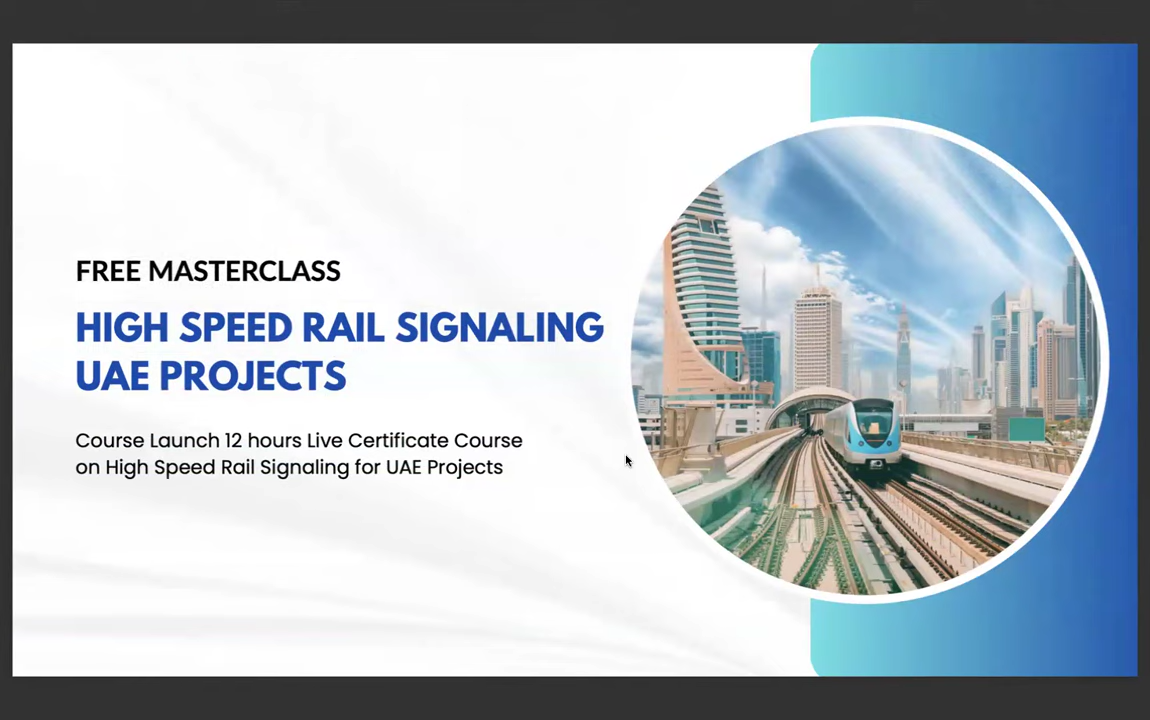 FREE MASTERCLASS
HIGH SPEED RAIL SIGNALING
UAE PROJECTS
Course Launch 12 hours Live Certificate Course
on High Speed Rail Signaling for UAE Projects